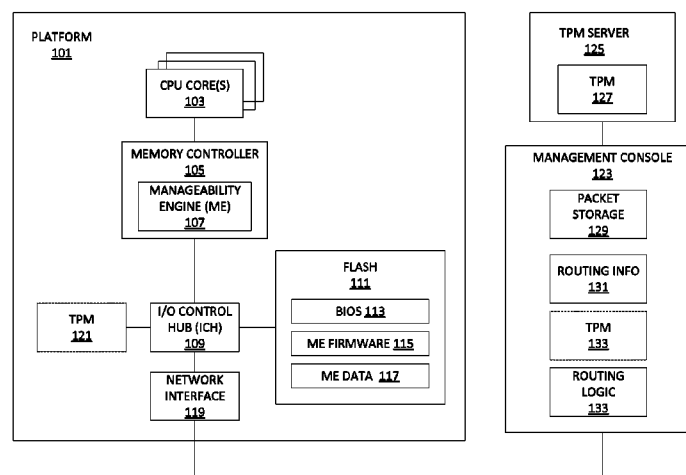 PLATFORM
101
CPU CORE(S)
103
MEMORY CONTROLLER
105
MANAGEABILITY
ENGINE (ME)
107
FLASH
111
BIOS 113
ME FIRMWARE 115
ME DATA 117
TPM
121
I/O CONTROL
HUB (ICH)
109
NETWORK
INTERFACE
119
TPM SERVER
125
TPM
127
MANAGEMENT CONSOLE
123
PACKET
STORAGE
129
ROUTING INFO
131
TPM
133
ROUTING
LOGIC
133